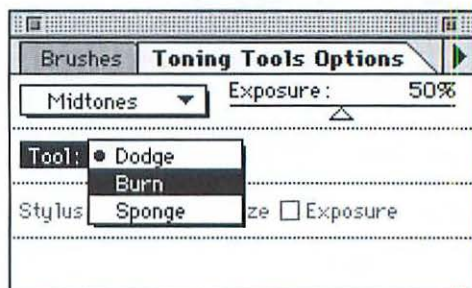 Brushes Toning Tools Options
Midtones Exposure: 50%
Tool: Dodge
Burn
Stylus Sponge ze Exposure